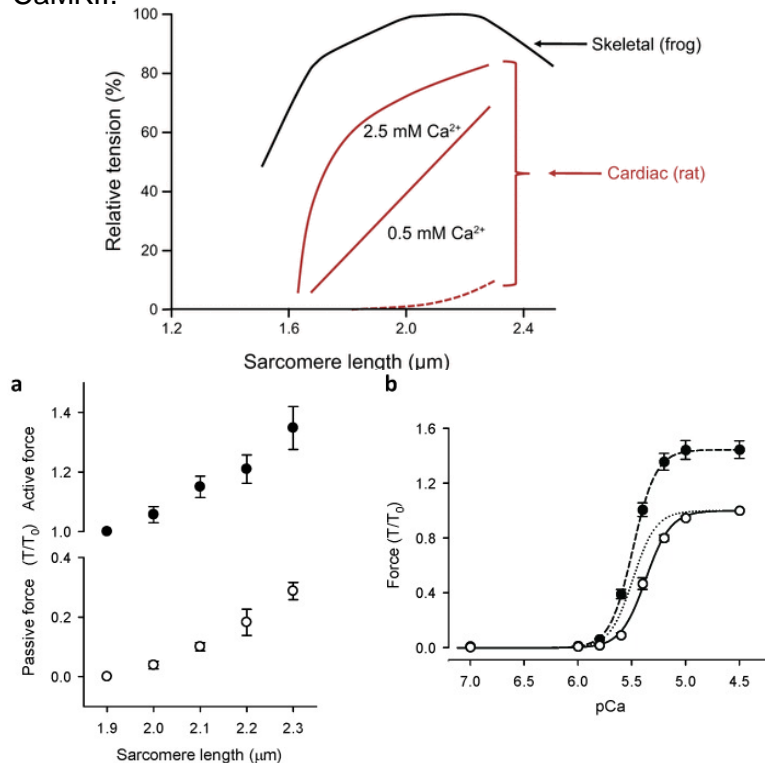 CaMKII.
100
80
60
40
20
0
Relative tension (%)
Skeletal (frog)
2.5 mM Ca²⁺
Cardiac (rat)
0.5 mM Ca²⁺
1.2 1.6 2.0 2.4
Sarcomere length (μm)
a
1.4
1.2
1.0
0.4
0.2
0.0
Passive force (T/T₀) Active force
1.9 2.0 2.1 2.2 2.3
Sarcomere length (μm)
b
1.6
1.2
0.8
0.4
0.0
Force (T/T₀)
7.0 6.5 6.0 5.5 5.0 4.5
pCa